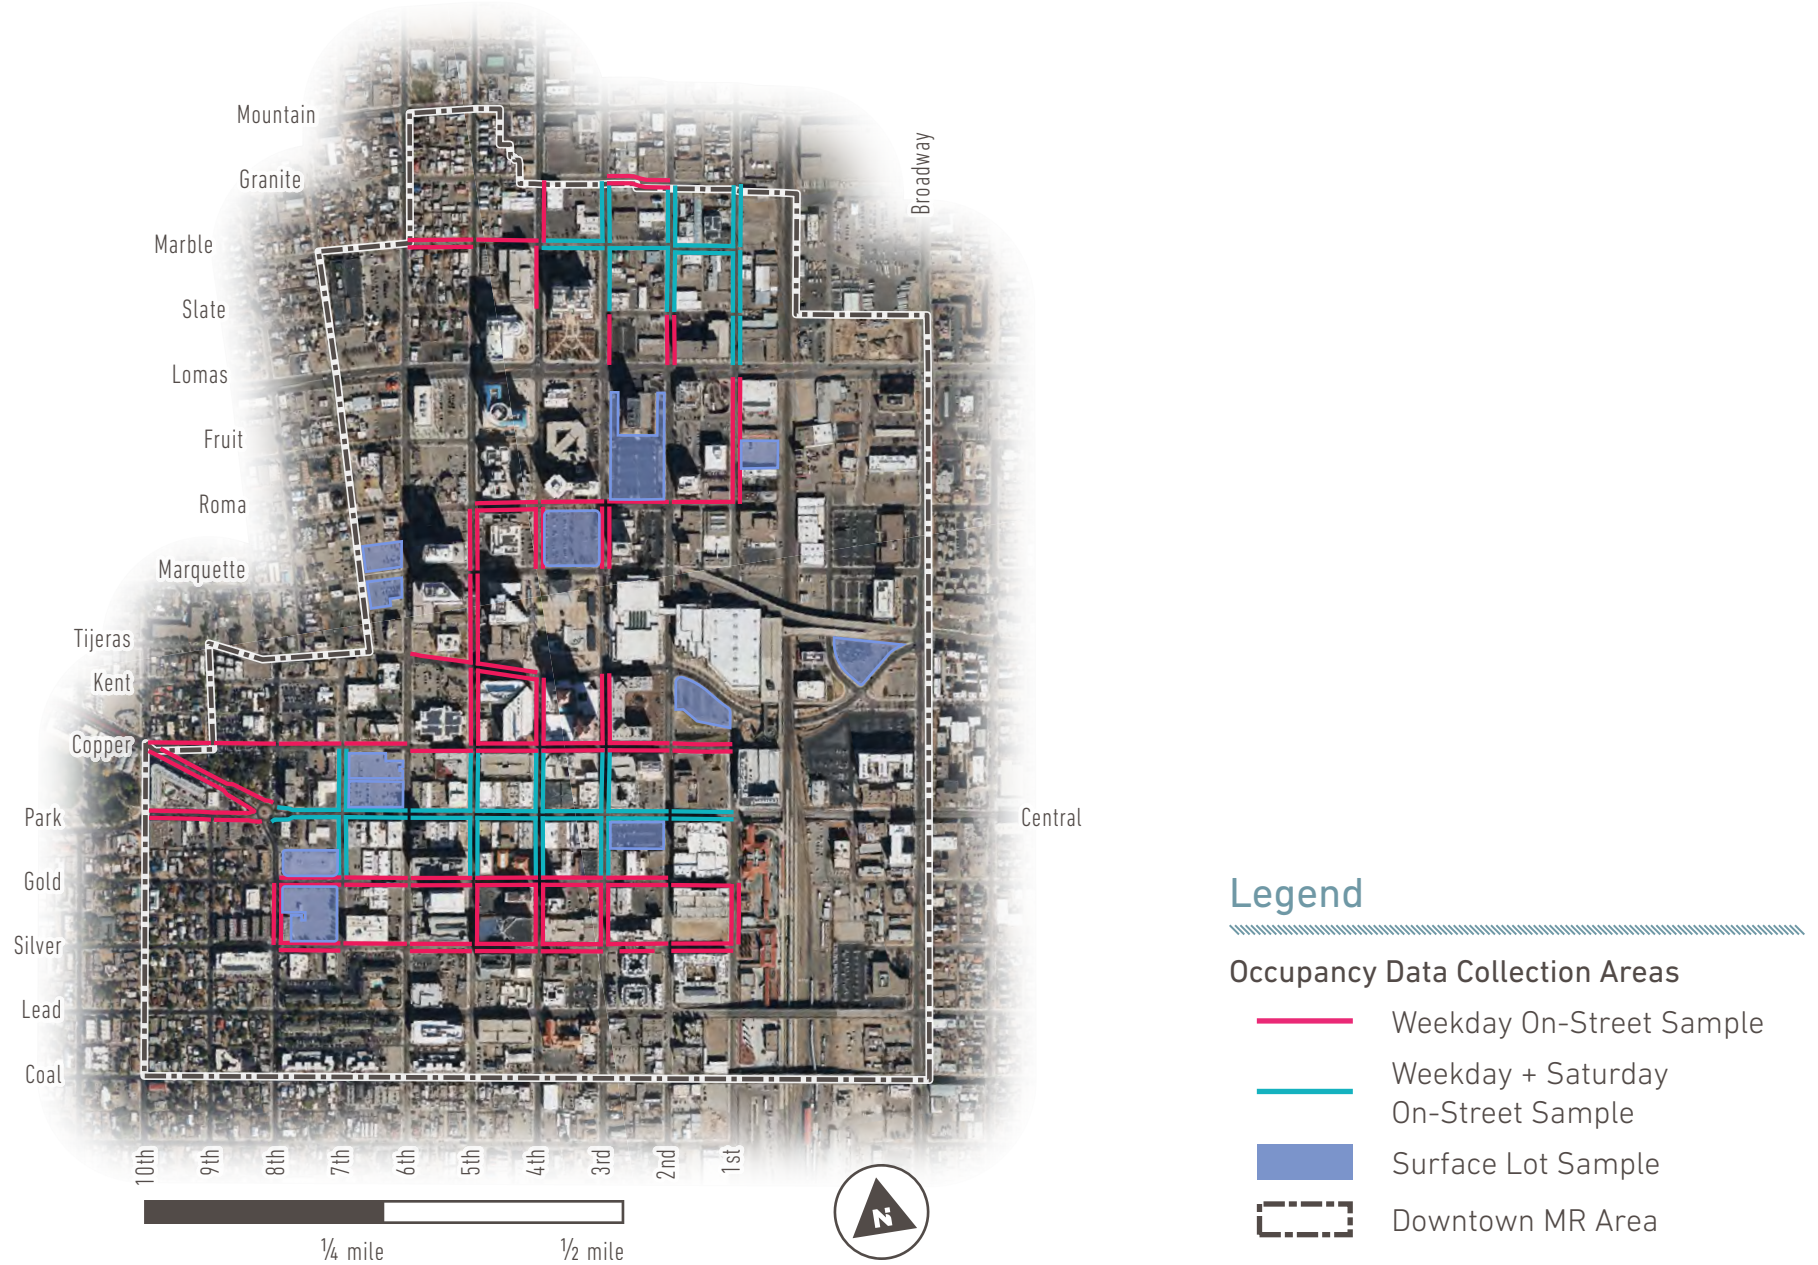 Mountain
Granite
Marble
Slate
Lomas
Fruit
Roma
Marquette
Tijeras
Kent
Copper
Park
Gold
Silver
Lead
Coal
Broadway
Central
10th
9th
8th
7th
6th
5th
4th
3rd
2nd
1st
¼ mile
½ mile
N
Legend
Occupancy Data Collection Areas
Weekday On-Street Sample
Weekday + Saturday
On-Street Sample
Surface Lot Sample
Downtown MR Area